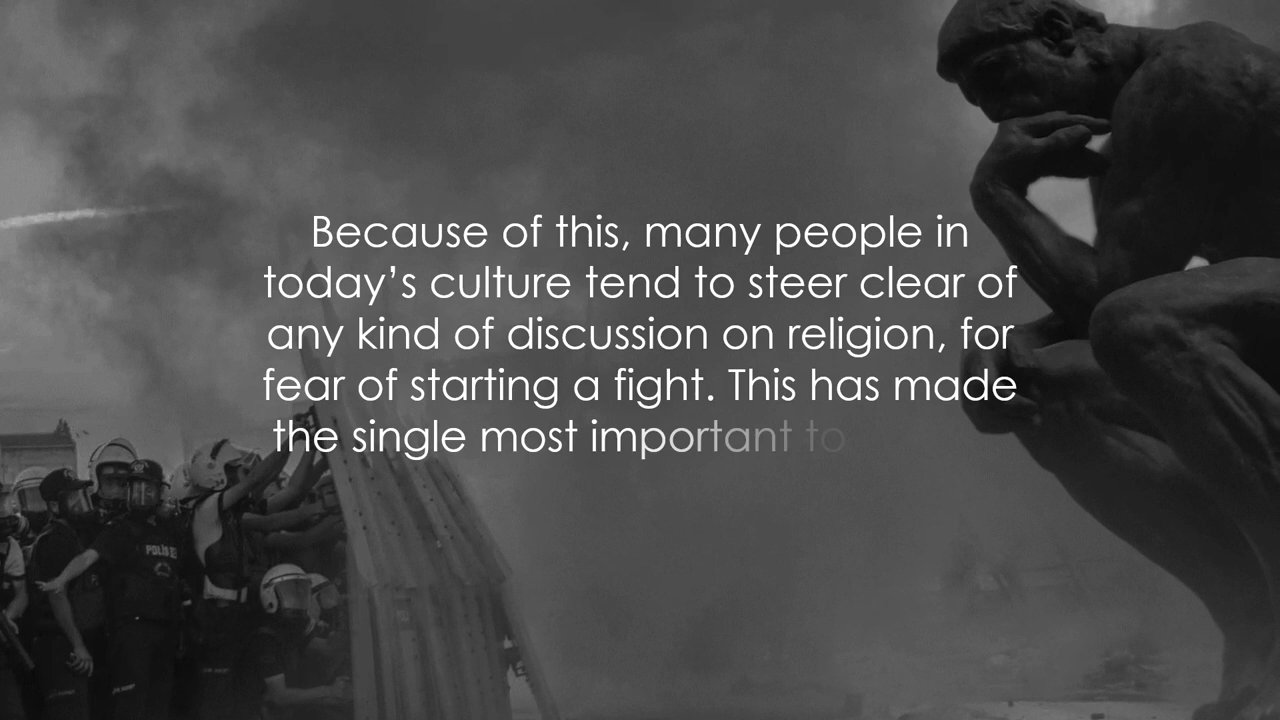 Because of this, many people in
today’s culture tend to steer clear of
any kind of discussion on religion, for
fear of starting a fight. This has made
the single most important to
POLİS